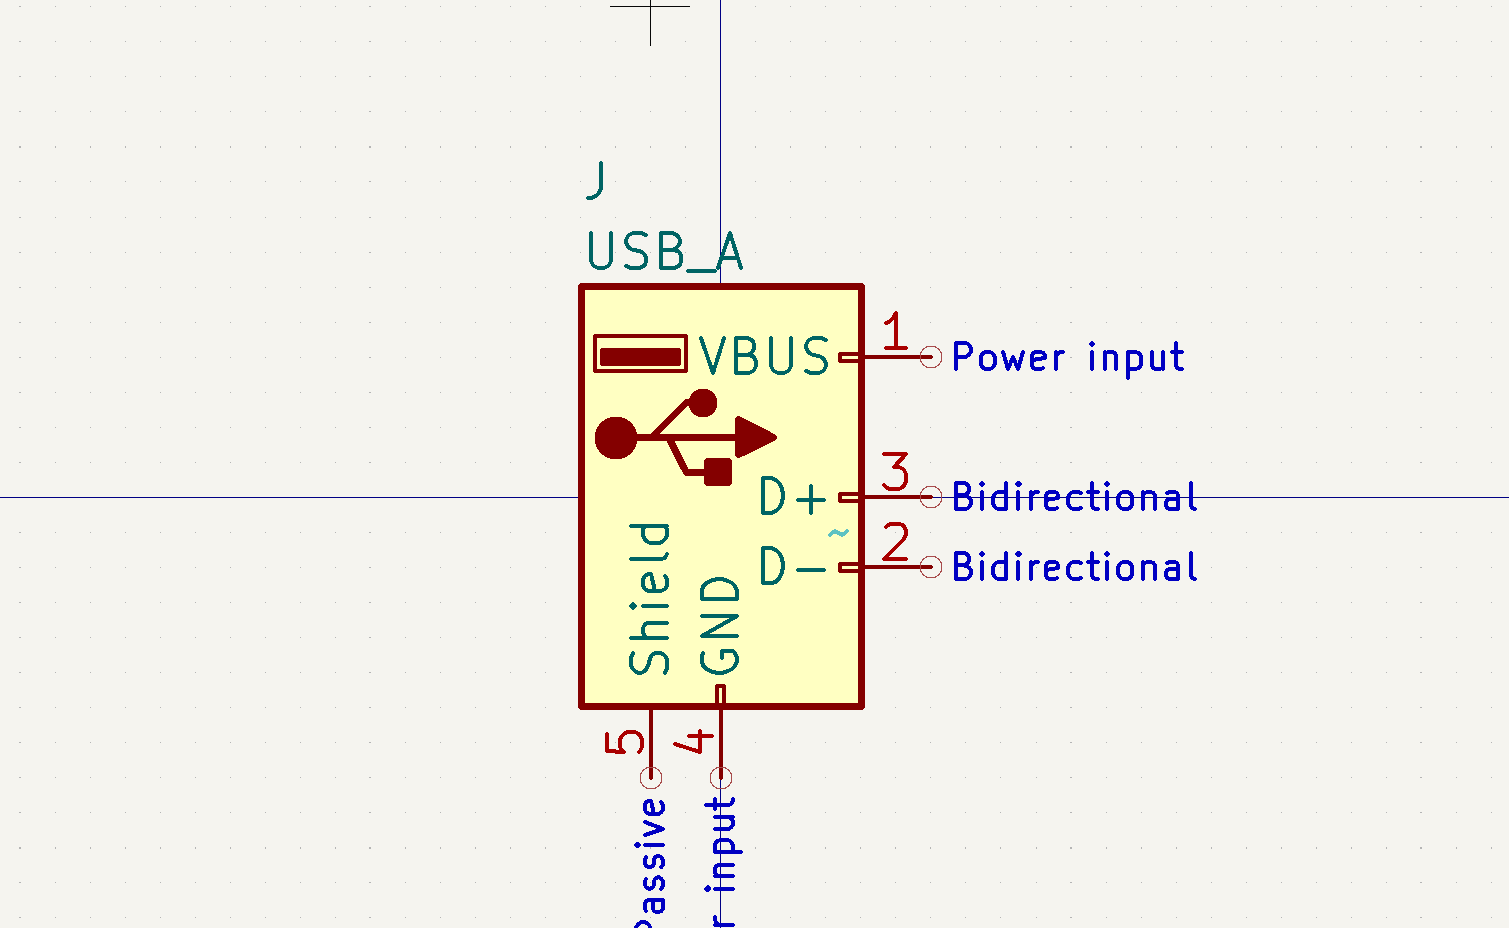 J
USB_A
VBUS
1
Power input
D+
3
Bidirectional
~
D-
2
Bidirectional
Shield
GND
5
4
Passive
input